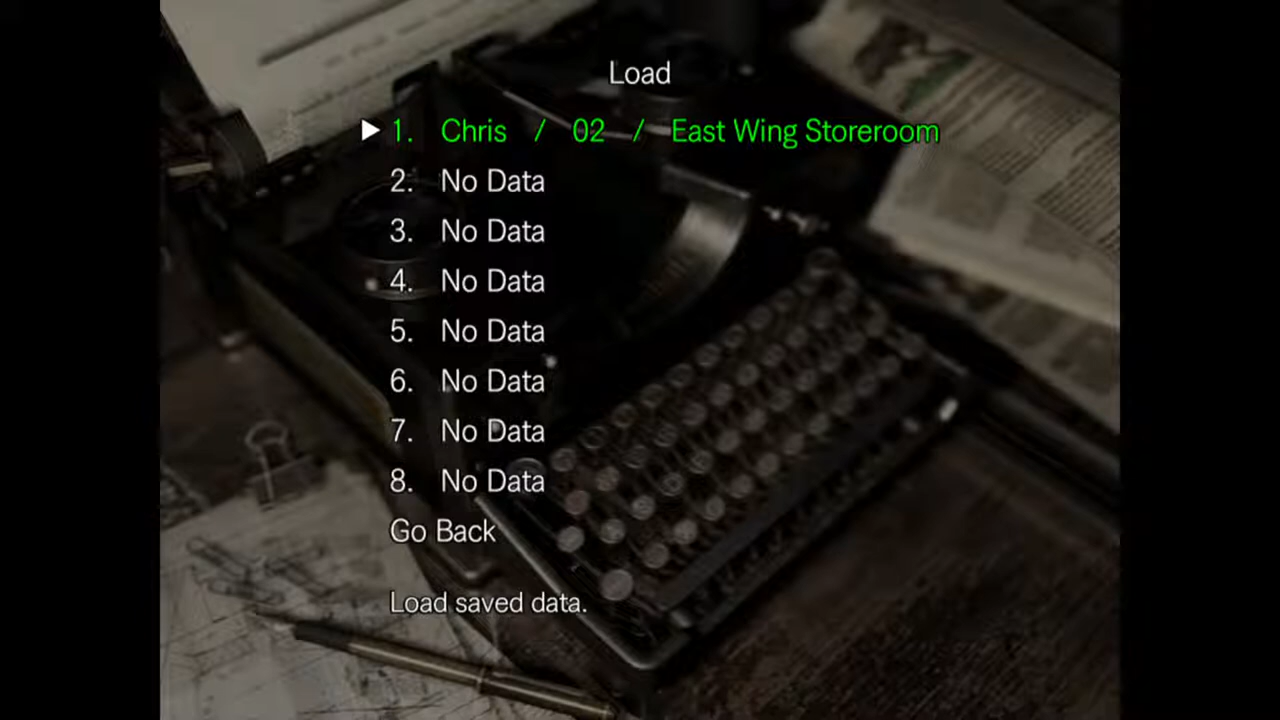 Load
1. Chris / 02 / East Wing Storeroom
2. No Data
3. No Data
4. No Data
5. No Data
6. No Data
7. No Data
8. No Data
Go Back
Load saved data.